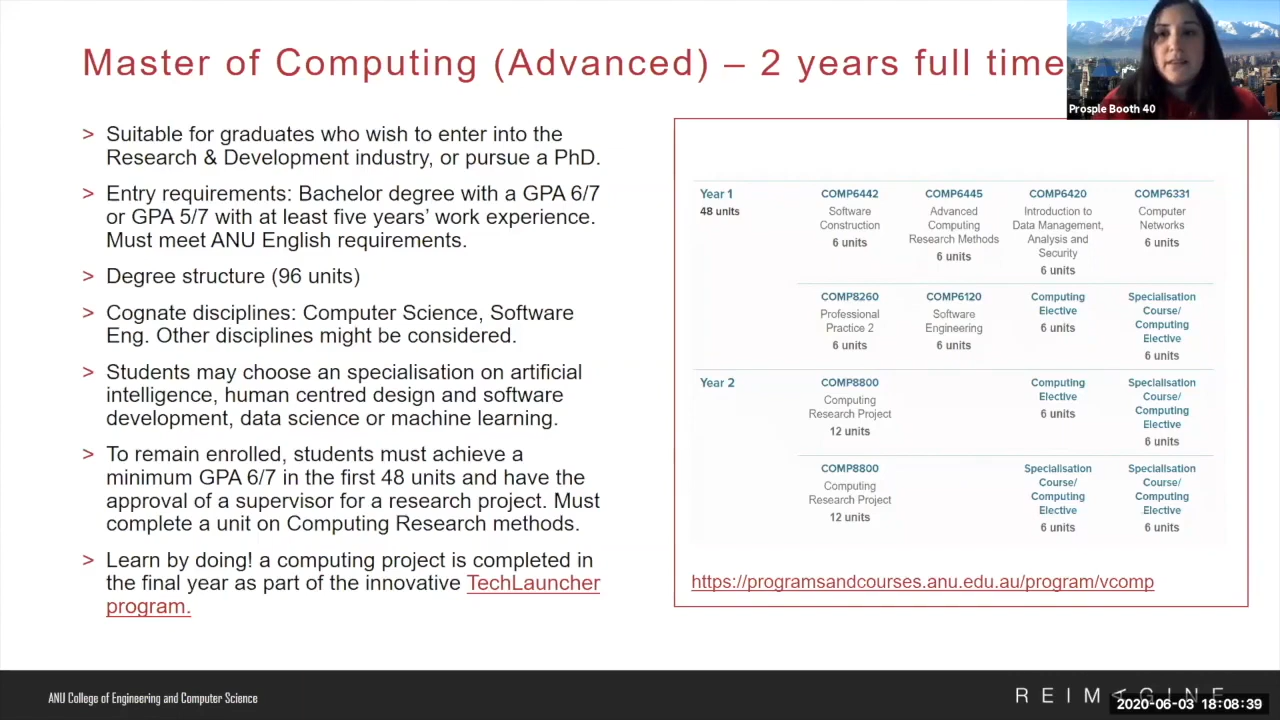 Master of Computing (Advanced) – 2 years full time
Prosple Booth 40
> Suitable for graduates who wish to enter into the
Research & Development industry, or pursue a PhD.
> Entry requirements: Bachelor degree with a GPA 6/7
or GPA 5/7 with at least five years’ work experience.
Must meet ANU English requirements.
> Degree structure (96 units)
> Cognate disciplines: Computer Science, Software
Eng. Other disciplines might be considered.
> Students may choose an specialisation on artificial
intelligence, human centred design and software
development, data science or machine learning.
> To remain enrolled, students must achieve a
minimum GPA 6/7 in the first 48 units and have the
approval of a supervisor for a research project. Must
complete a unit on Computing Research methods.
> Learn by doing! a computing project is completed in
the final year as part of the innovative TechLauncher
program.
Year 1
48 units
COMP6442
Software
Construction
6 units
COMP6445
Advanced
Computing
Research Methods
6 units
COMP6420
Introduction to
Data Management,
Analysis and
Security
6 units
COMP6331
Computer
Networks
6 units
COMP8260
Professional
Practice 2
6 units
COMP6120
Software
Engineering
6 units
Computing
Elective
6 units
Specialisation
Course/
Computing
Elective
6 units
Year 2
COMP8800
Computing
Research Project
12 units
Computing
Elective
6 units
Specialisation
Course/
Computing
Elective
6 units
COMP8800
Computing
Research Project
12 units
Specialisation
Course/
Computing
Elective
6 units
Specialisation
Course/
Computing
Elective
6 units
https://programsandcourses.anu.edu.au/program/vcomp
ANU College of Engineering and Computer Science
REIMAGINE
2020-06-03 18:08:39